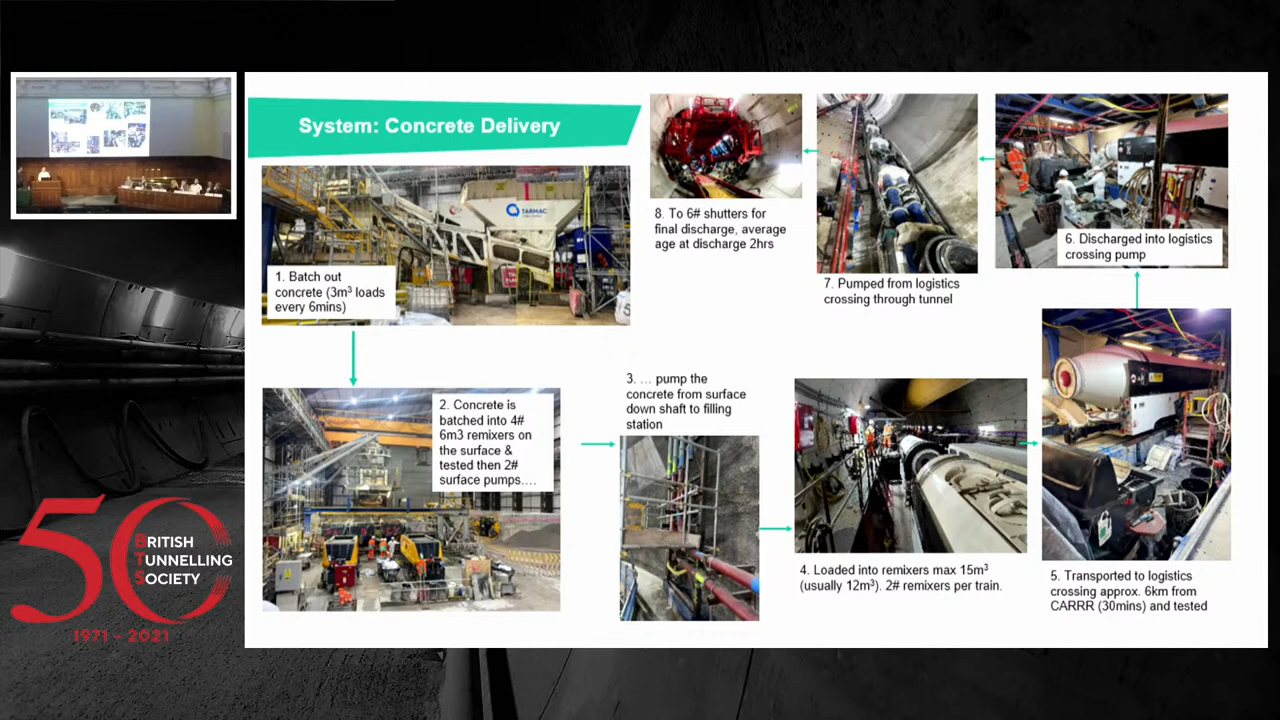 System: Concrete Delivery
TARMAC
1. Batch out
concrete (3m³ loads
every 6mins)
2. Concrete is
batched into 4#
6m3 remixers on
the surface &
tested then 2#
surface pumps....
3. ... pump the
concrete from surface
down shaft to filling
station
4. Loaded into remixers max 15m³
(usually 12m³). 2# remixers per train.
5. Transported to logistics
crossing approx. 6km from
CARRR (30mins) and tested
6. Discharged into logistics
crossing pump
7. Pumped from logistics
crossing through tunnel
8. To 6# shutters for
final discharge, average
age at discharge 2hrs
50
BTS
BRITISH
TUNNELLING
SOCIETY
1971 - 2021